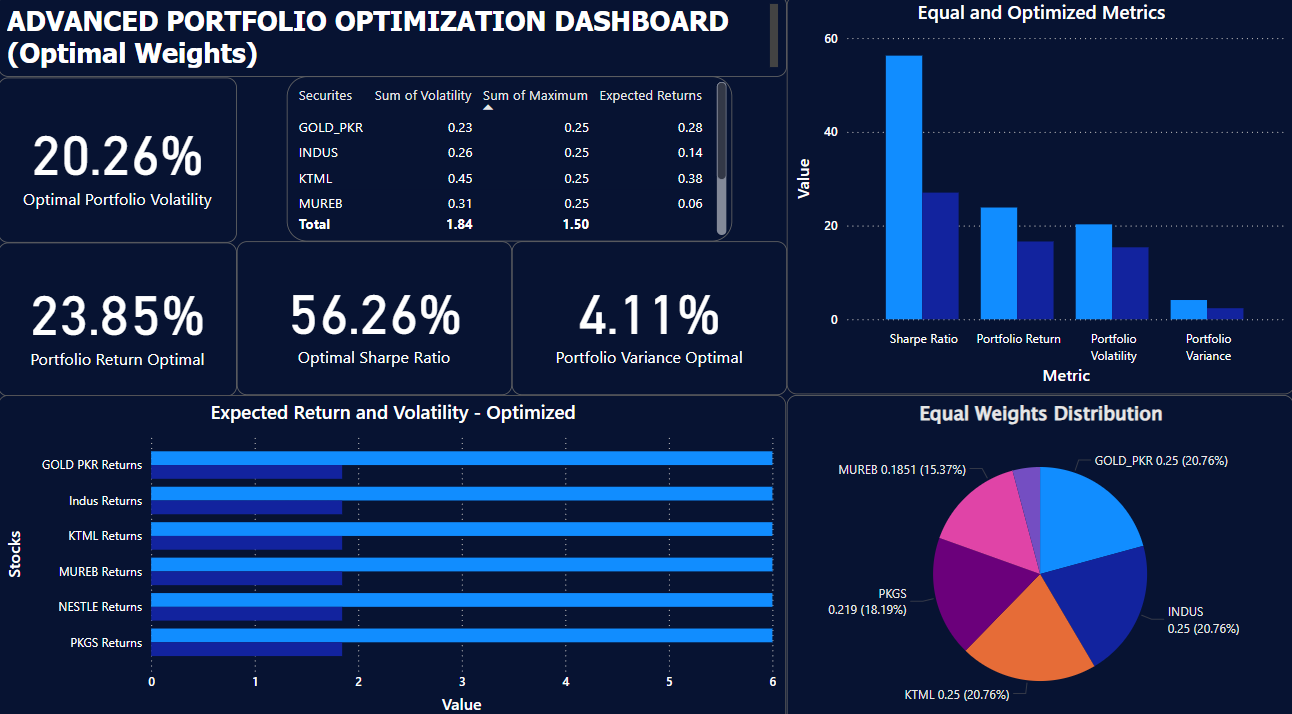 ADVANCED PORTFOLIO OPTIMIZATION DASHBOARD
(Optimal Weights)
20.26%
Optimal Portfolio Volatility
Securites Sum of Volatility Sum of Maximum Expected Returns
GOLD_PKR 0.23 0.25 0.28
INDUS 0.26 0.25 0.14
KTML 0.45 0.25 0.38
MUREB 0.31 0.25 0.06
Total 1.84 1.50
23.85%
Portfolio Return Optimal
56.26%
Optimal Sharpe Ratio
4.11%
Portfolio Variance Optimal
Equal and Optimized Metrics
60
40
20
0
Value
Sharpe Ratio
Portfolio Return
Portfolio
Volatility
Portfolio
Variance
Metric
Expected Return and Volatility - Optimized
Stocks
GOLD PKR Returns
Indus Returns
KTML Returns
MUREB Returns
NESTLE Returns
PKGS Returns
0 1 2 3 4 5 6
Value
Equal Weights Distribution
GOLD_PKR 0.25 (20.76%)
MUREB 0.1851 (15.37%)
PKGS
0.219 (18.19%)
INDUS
0.25 (20.76%)
KTML 0.25 (20.76%)